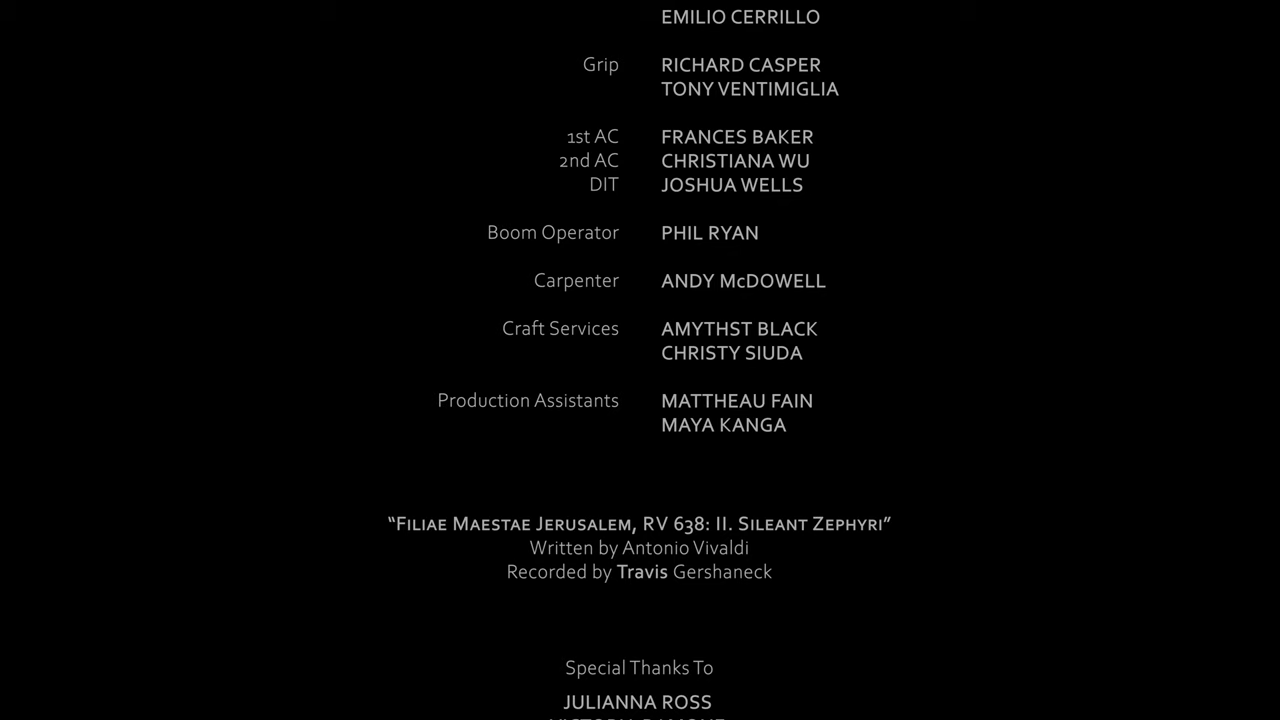 EMILIO CERRILLO
Grip RICHARD CASPER
TONY VENTIMIGLIA
1st AC FRANCES BAKER
2nd AC CHRISTIANA WU
DIT JOSHUA WELLS
Boom Operator PHIL RYAN
Carpenter ANDY McDOWELL
Craft Services AMYTHST BLACK
CHRISTY SIUDA
Production Assistants MATTHEAU FAIN
MAYA KANGA
“Filiae Maestae Jerusalem, RV 638: II. Sileant Zephyri”
Written by Antonio Vivaldi
Recorded by Travis Gershaneck
Special Thanks To
JULIANNA ROSS